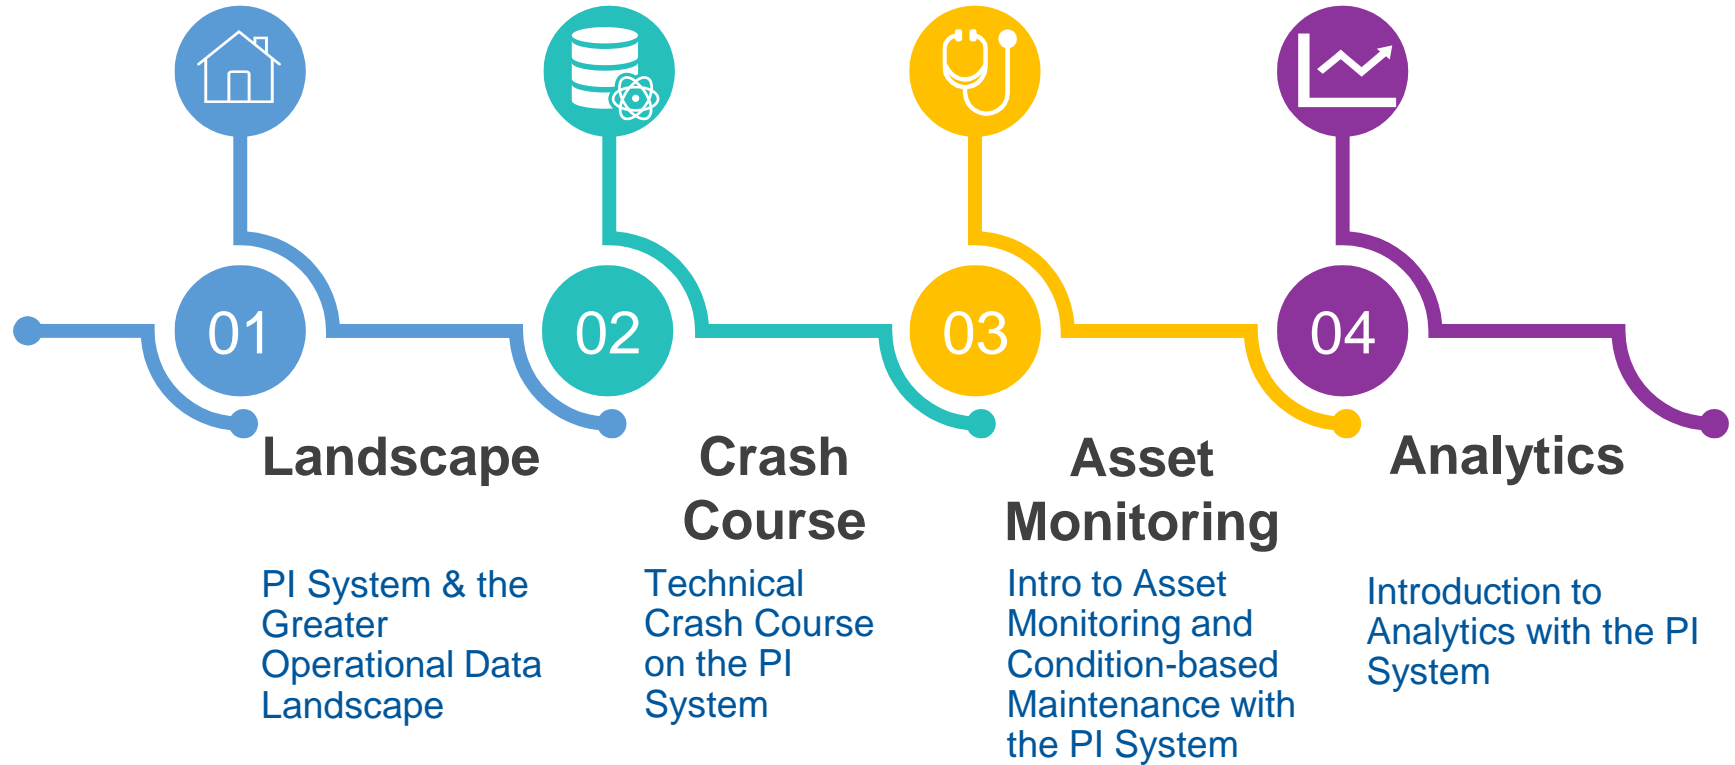 01
02
03
04
Landscape
PI System & the
Greater
Operational Data
Landscape
Crash
Course
Technical
Crash Course
on the PI
System
Asset
Monitoring
Intro to Asset
Monitoring and
Condition-based
Maintenance with
the PI System
Analytics
Introduction to
Analytics with the PI
System